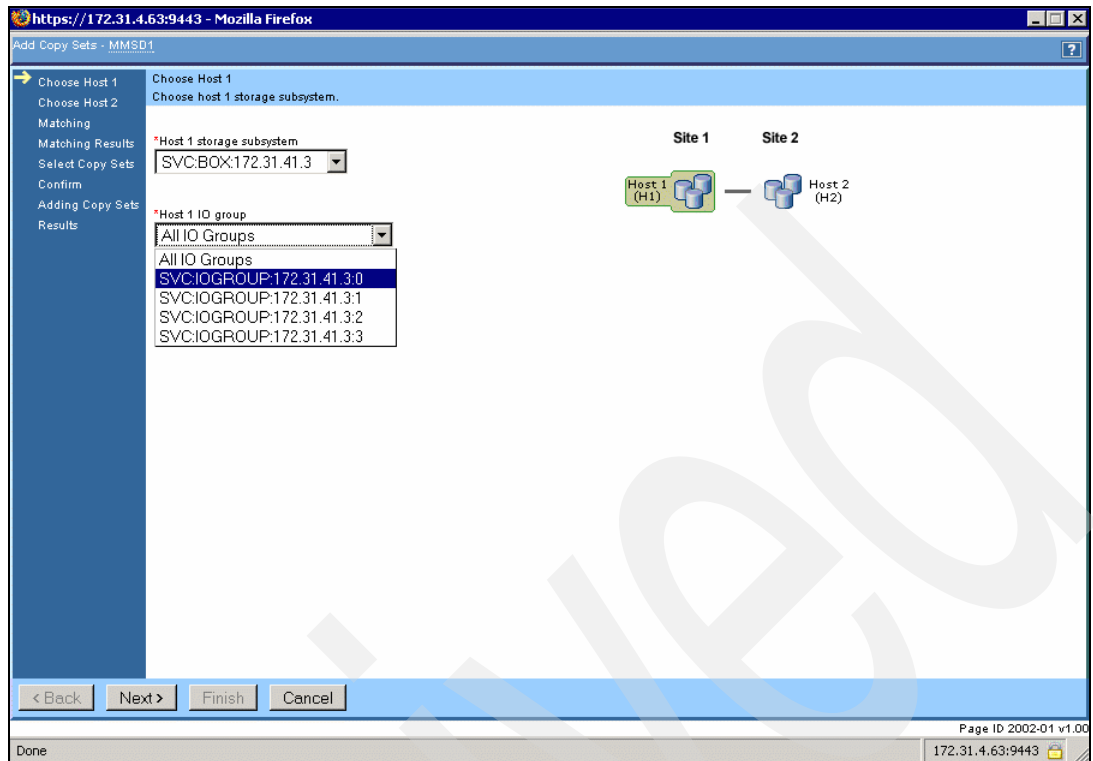 https://172.31.4.63:9443 - Mozilla Firefox
Add Copy Sets - MMSD1
?
Choose Host 1
Choose Host 2
Matching
Matching Results
Select Copy Sets
Confirm
Adding Copy Sets
Results
Choose Host 1
Choose host 1 storage subsystem.
*Host 1 storage subsystem
SVC:BOX:172.31.41.3
*Host 1 IO group
All IO Groups
All IO Groups
SVC:IOGROUP:172.31.41.3:0
SVC:IOGROUP:172.31.41.3:1
SVC:IOGROUP:172.31.41.3:2
SVC:IOGROUP:172.31.41.3:3
Site 1 Site 2
Host 1
(H1)
Host 2
(H2)
< Back Next > Finish Cancel
Page ID 2002-01 v1.00
Done 172.31.4.63:9443